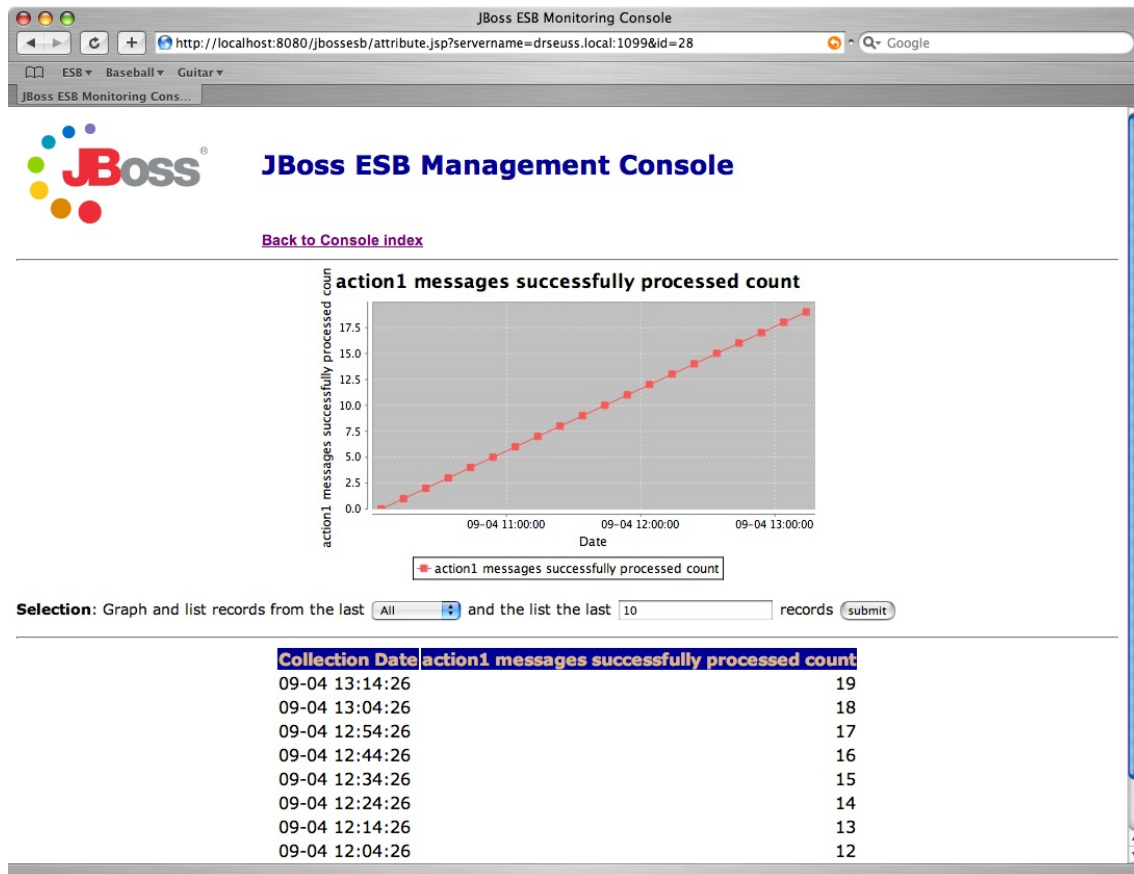 JBoss ESB Monitoring Console
http://localhost:8080/jbossesb/attribute.jsp?servername=drseuss.local:1099&id=28
Google
ESB Baseball Guitar
JBoss ESB Monitoring Cons...
JBoss®
JBoss ESB Management Console
Back to Console index
action1 messages successfully processed count
action1 messages successfully processed coun
17.5
15.0
12.5
10.0
7.5
5.0
2.5
0.0
09-04 11:00:00 09-04 12:00:00 09-04 13:00:00
Date
action1 messages successfully processed count
Selection: Graph and list records from the last All and the list the last 10 records submit
Collection Date action1 messages successfully processed count
09-04 13:14:26 19
09-04 13:04:26 18
09-04 12:54:26 17
09-04 12:44:26 16
09-04 12:34:26 15
09-04 12:24:26 14
09-04 12:14:26 13
09-04 12:04:26 12